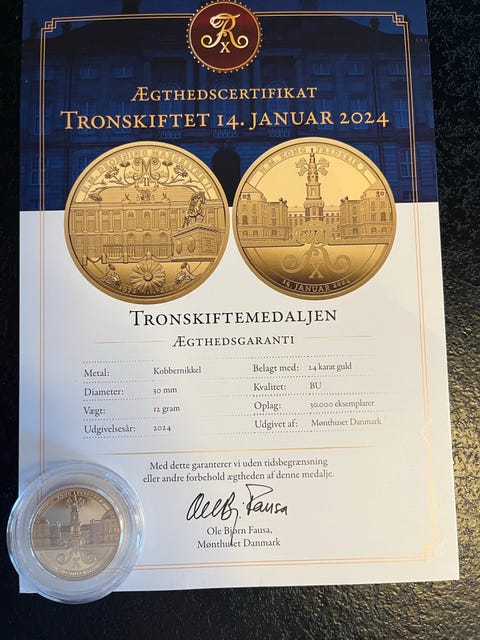 ÆGTHEDSCERTIFIKAT
TRONSKIFTET 14. JANUAR 2024
H.M. KONG FREDERIK X
14. JANUAR 2024
TRONSKIFTEMEDALJEN
ÆGTHEDSGARANTI
Metal: Kobbernikkel Belagt med: 24 karat guld
Diameter: 30 mm Kvalitet: BU
Vægt: 12 gram Oplag: 30.000 eksemplarer
Udgivelsesår: 2024 Udgivet af: Mønthuset Danmark
Med dette garanterer vi uden tidsbegrænsning
eller andre forbehold ægtheden af denne medalje.
Ole Bjørn Fausa,
Mønthuset Danmark